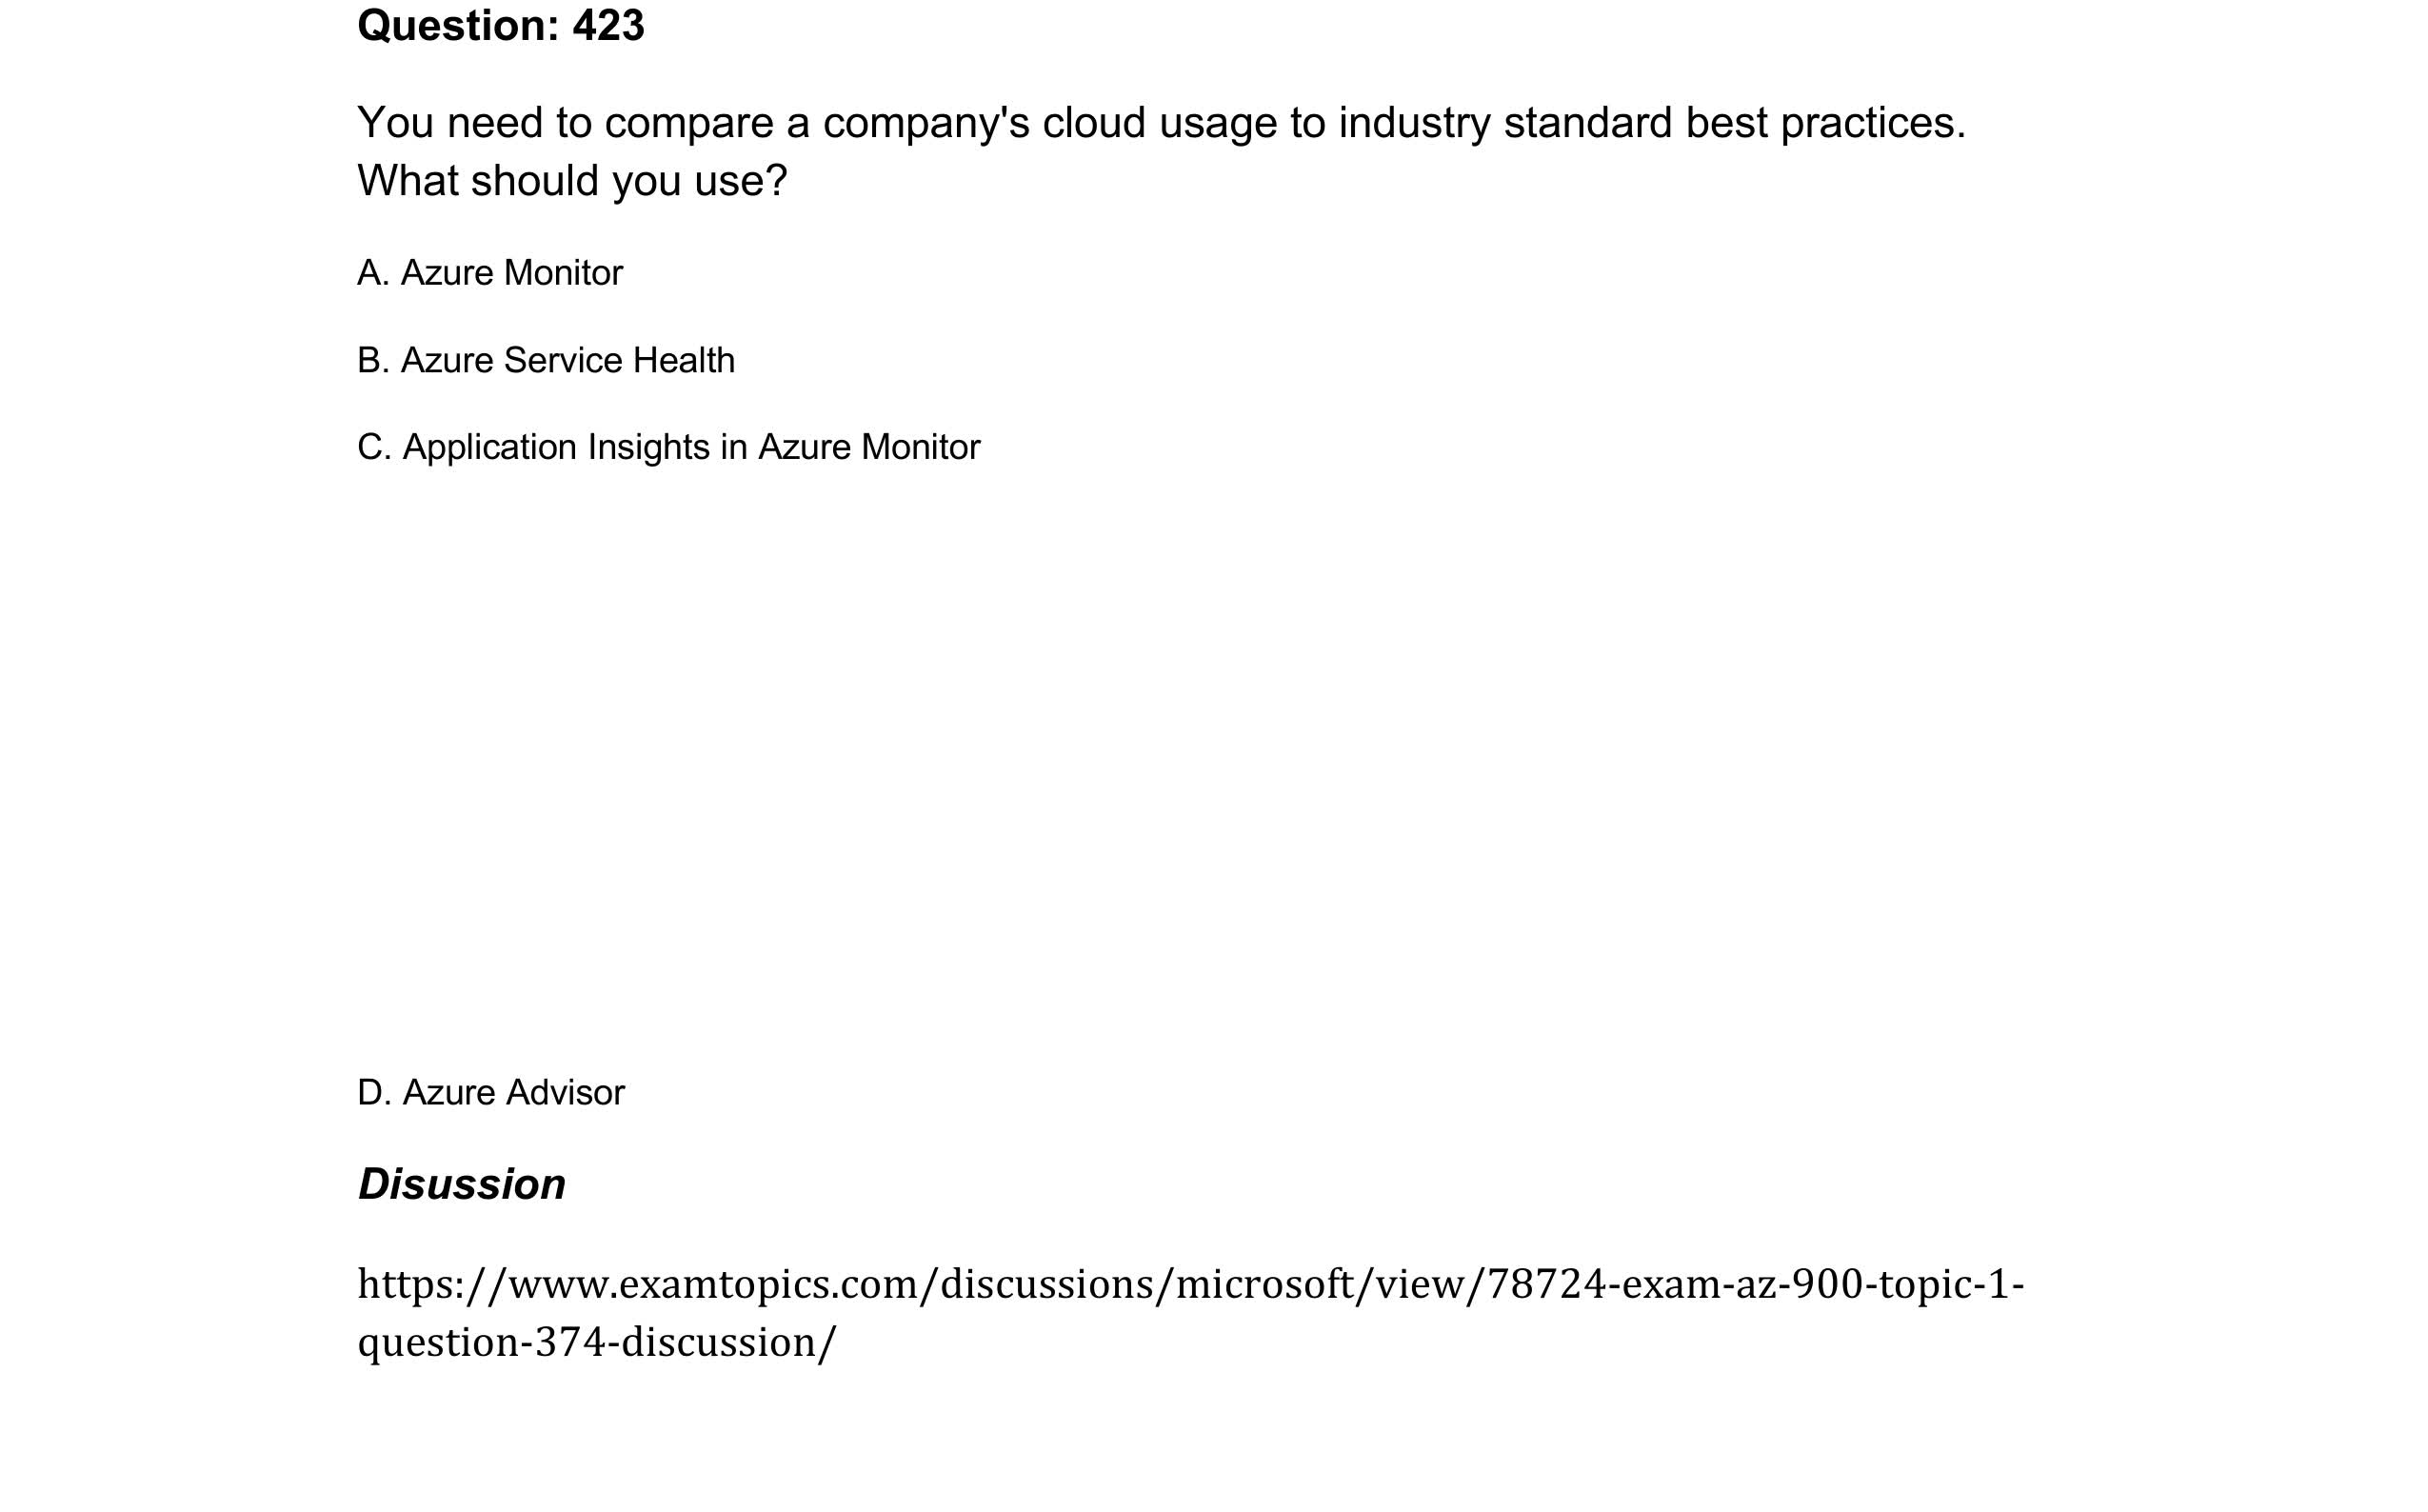 Question: 423
You need to compare a company's cloud usage to industry standard best practices.
What should you use?
A. Azure Monitor
B. Azure Service Health
C. Application Insights in Azure Monitor
D. Azure Advisor
Disussion
https://www.examtopics.com/discussions/microsoft/view/78724-exam-az-900-topic-1-
question-374-discussion/